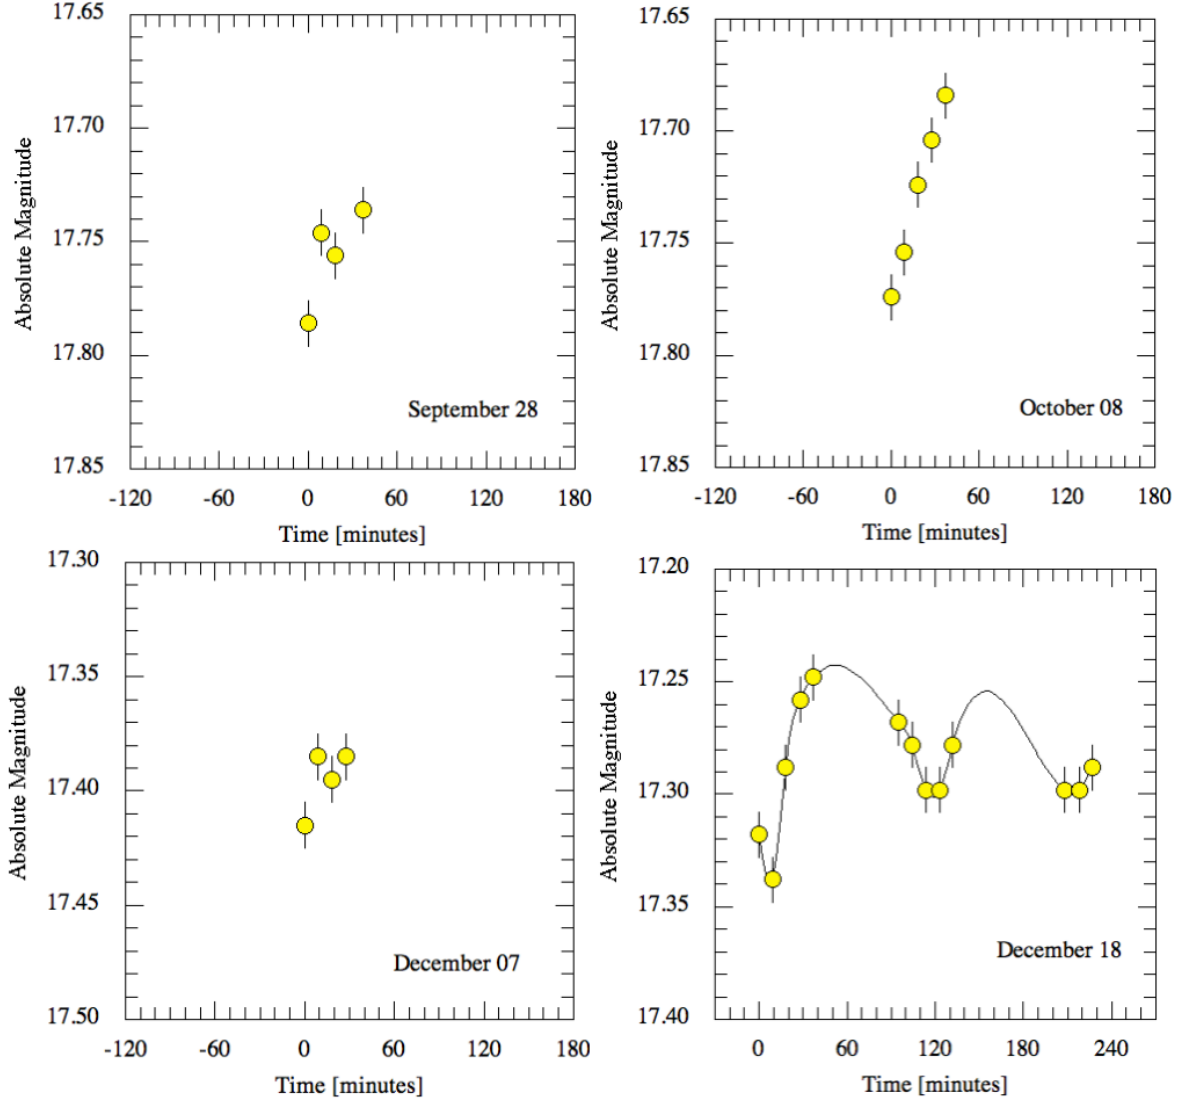 17.65
17.70
17.75
17.80
17.85
Absolute Magnitude
September 28
-120 -60 0 60 120 180
Time [minutes]
17.65
17.70
17.75
17.80
17.85
Absolute Magnitude
October 08
-120 -60 0 60 120 180
Time [minutes]
17.30
17.35
17.40
17.45
17.50
Absolute Magnitude
December 07
-120 -60 0 60 120 180
Time [minutes]
17.20
17.25
17.30
17.35
17.40
Absolute Magnitude
December 18
0 60 120 180 240
Time [minutes]